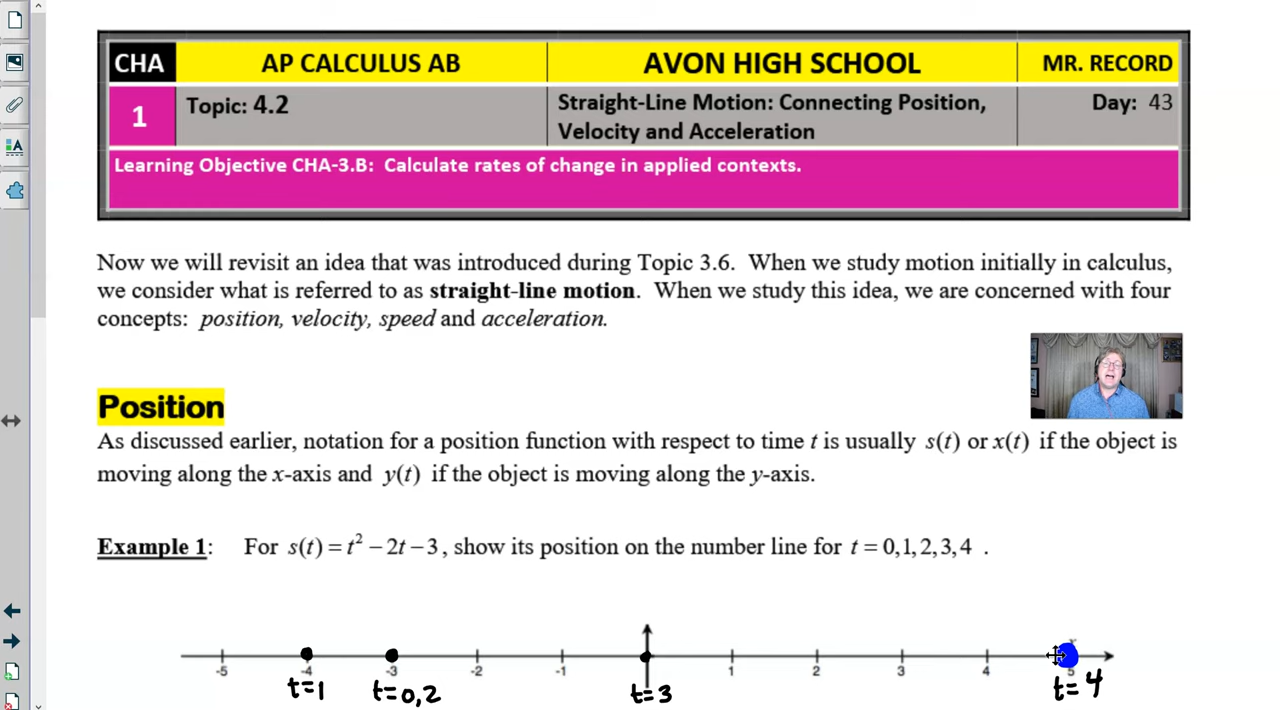 CHA AP CALCULUS AB AVON HIGH SCHOOL MR. RECORD
1 Topic: 4.2 Straight-Line Motion: Connecting Position, Velocity and Acceleration Day: 43
Learning Objective CHA-3.B: Calculate rates of change in applied contexts.
Now we will revisit an idea that was introduced during Topic 3.6. When we study motion initially in calculus,
we consider what is referred to as straight-line motion. When we study this idea, we are concerned with four
concepts: position, velocity, speed and acceleration.
Position
As discussed earlier, notation for a position function with respect to time t is usually s(t) or x(t) if the object is
moving along the x-axis and y(t) if the object is moving along the y-axis.
Example 1: For s(t) = t² − 2t − 3, show its position on the number line for t = 0,1,2,3,4 .
-5 -4 -3 -2 -1 1 2 3 4 5
t=1 t=0,2 t=3 t=4